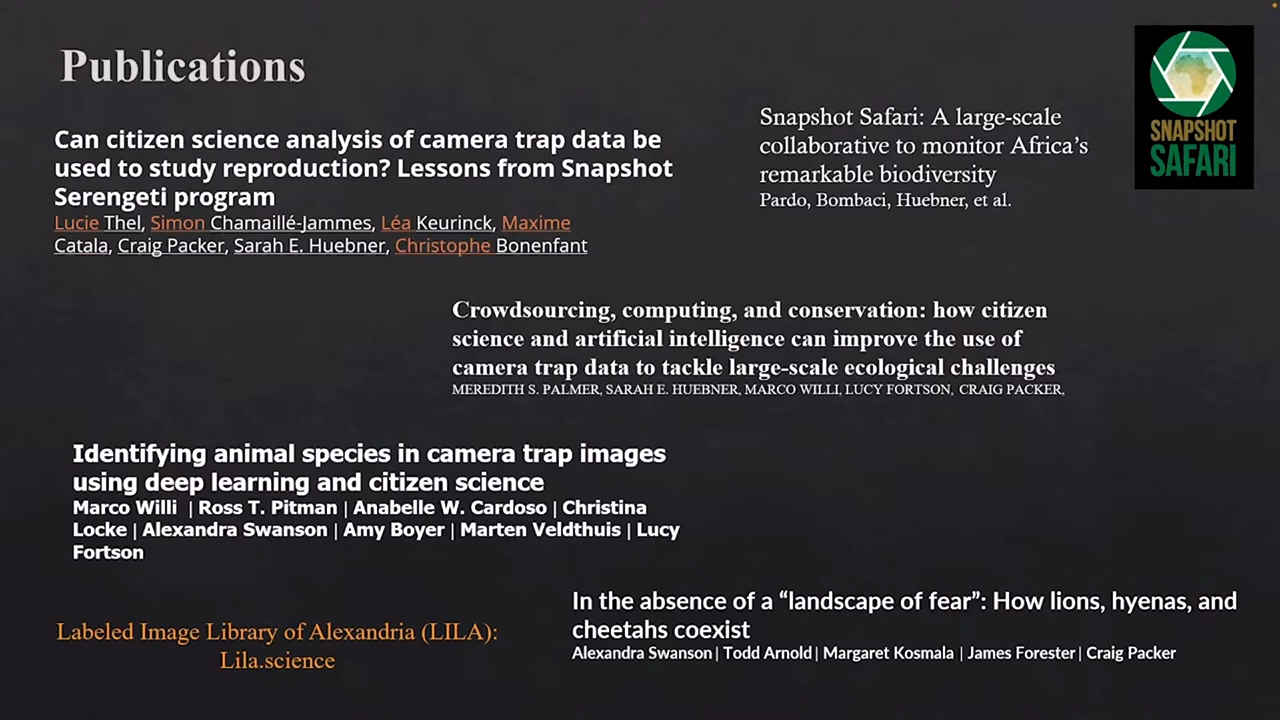 Publications
SNAPSHOT
SAFARI
Can citizen science analysis of camera trap data be
used to study reproduction? Lessons from Snapshot
Serengeti program
Lucie Thel, Simon Chamaillé-Jammes, Léa Keurinck, Maxime
Catala, Craig Packer, Sarah E. Huebner, Christophe Bonenfant
Snapshot Safari: A large-scale
collaborative to monitor Africa’s
remarkable biodiversity
Pardo, Bombaci, Huebner, et al.
Crowdsourcing, computing, and conservation: how citizen
science and artificial intelligence can improve the use of
camera trap data to tackle large-scale ecological challenges
MEREDITH S. PALMER, SARAH E. HUEBNER, MARCO WILLI, LUCY FORTSON, CRAIG PACKER,
Identifying animal species in camera trap images
using deep learning and citizen science
Marco Willi | Ross T. Pitman | Anabelle W. Cardoso | Christina
Locke | Alexandra Swanson | Amy Boyer | Marten Veldthuis | Lucy
Fortson
In the absence of a “landscape of fear”: How lions, hyenas, and
cheetahs coexist
Alexandra Swanson | Todd Arnold | Margaret Kosmala | James Forester | Craig Packer
Labeled Image Library of Alexandria (LILA):
Lila.science